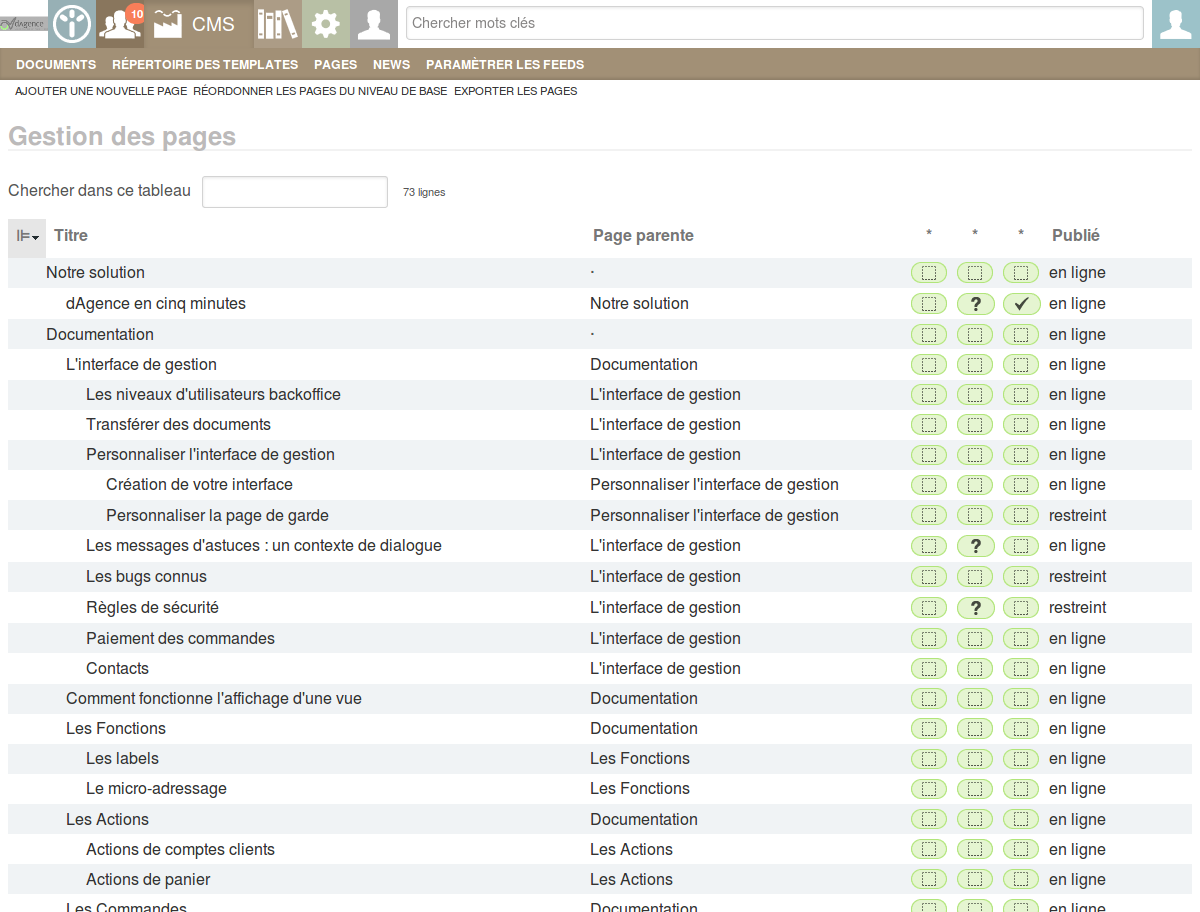 dAgence 10 CMS Chercher mots clés
DOCUMENTS RÉPERTOIRE DES TEMPLATES PAGES NEWS PARAMÈTRER LES FEEDS
AJOUTER UNE NOUVELLE PAGE RÉORDONNER LES PAGES DU NIVEAU DE BASE EXPORTER LES PAGES
Gestion des pages
Chercher dans ce tableau 73 lignes
Titre Page parente * * * Publié
Notre solution · en ligne
dAgence en cinq minutes Notre solution ? ✓ en ligne
Documentation · en ligne
L'interface de gestion Documentation en ligne
Les niveaux d'utilisateurs backoffice L'interface de gestion en ligne
Transférer des documents L'interface de gestion en ligne
Personnaliser l'interface de gestion L'interface de gestion en ligne
Création de votre interface Personnaliser l'interface de gestion en ligne
Personnaliser la page de garde Personnaliser l'interface de gestion restreint
Les messages d'astuces : un contexte de dialogue L'interface de gestion ? en ligne
Les bugs connus L'interface de gestion restreint
Règles de sécurité L'interface de gestion ? restreint
Paiement des commandes L'interface de gestion en ligne
Contacts L'interface de gestion en ligne
Comment fonctionne l'affichage d'une vue Documentation en ligne
Les Fonctions Documentation en ligne
Les labels Les Fonctions en ligne
Le micro-adressage Les Fonctions en ligne
Les Actions Documentation en ligne
Actions de comptes clients Les Actions en ligne
Actions de panier Les Actions en ligne
Les Commandes Documentation en ligne